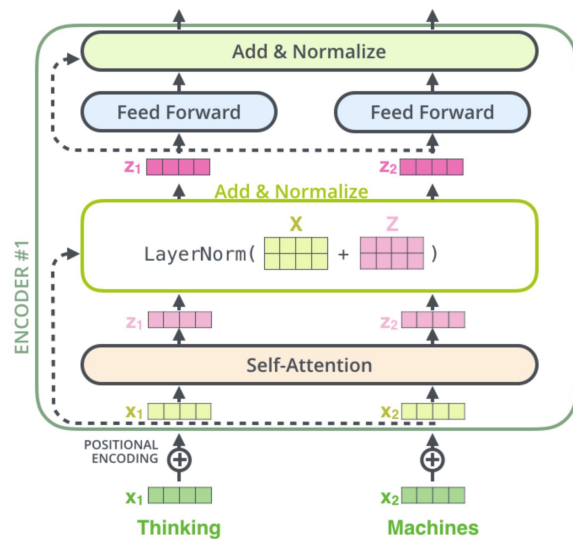 Add & Normalize
Feed Forward Feed Forward
z1 z2
Add & Normalize
X Z
LayerNorm( + )
ENCODER #1
z1 z2
Self-Attention
x1 x2
POSITIONAL
ENCODING
x1 x2
Thinking Machines